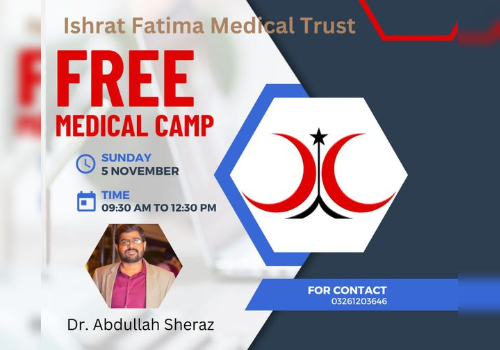 Ishrat Fatima Medical Trust
FREE
MEDICAL CAMP
SUNDAY
5 NOVEMBER
TIME
09:30 AM TO 12:30 PM
Dr. Abdullah Sheraz
FOR CONTACT
03261203646